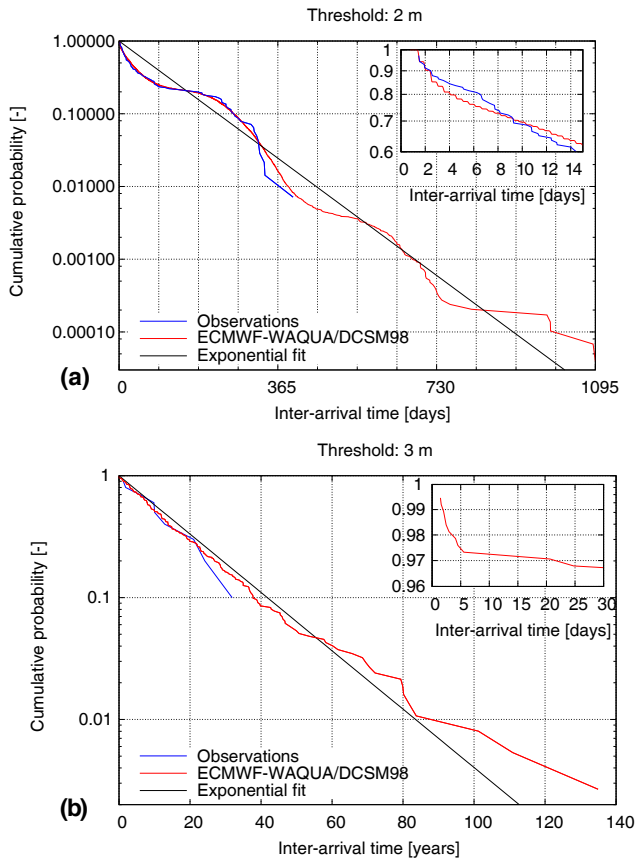 Threshold: 2 m
1.00000
0.10000
0.01000
0.00100
0.00010
Cumulative probability [-]
1
0.9
0.8
0.7
0.6
0 2 4 6 8 10 12 14
Inter-arrival time [days]
Observations
ECMWF-WAQUA/DCSM98
Exponential fit
(a)
0 365 730 1095
Inter-arrival time [days]
Threshold: 3 m
1
0.1
0.01
Cumulative probability [-]
1
0.99
0.98
0.97
0.96
0 5 10 15 20 25 30
Inter-arrival time [days]
Observations
ECMWF-WAQUA/DCSM98
Exponential fit
(b)
0 20 40 60 80 100 120 140
Inter-arrival time [years]